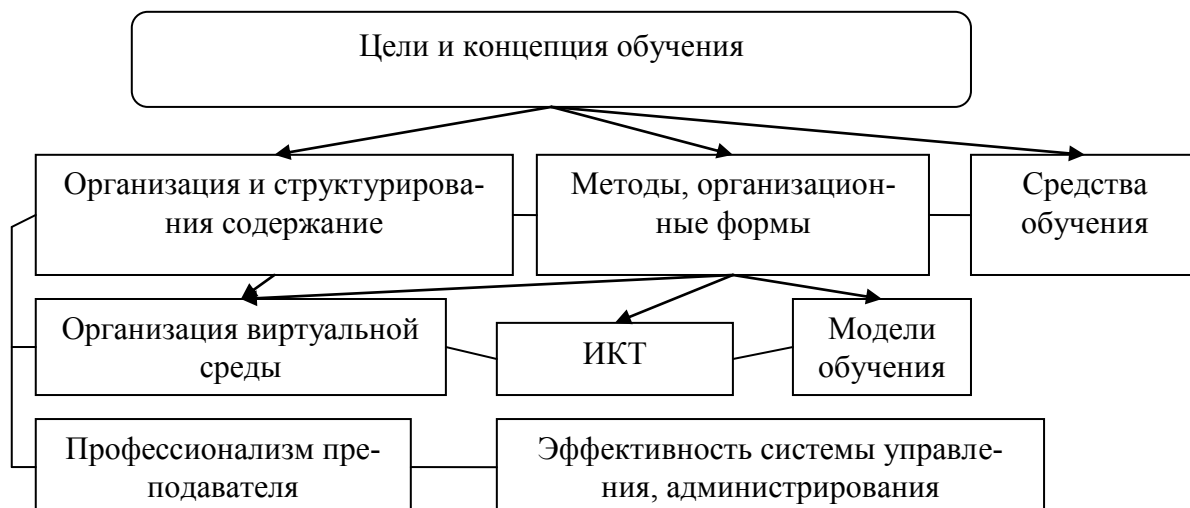 Цели и концепция обучения
Организация и структурирова-
ния содержание
Методы, организацион-
ные формы
Средства
обучения
Организация виртуальной
среды
ИКТ
Модели
обучения
Профессионализм пре-
подавателя
Эффективность системы управле-
ния, администрирования